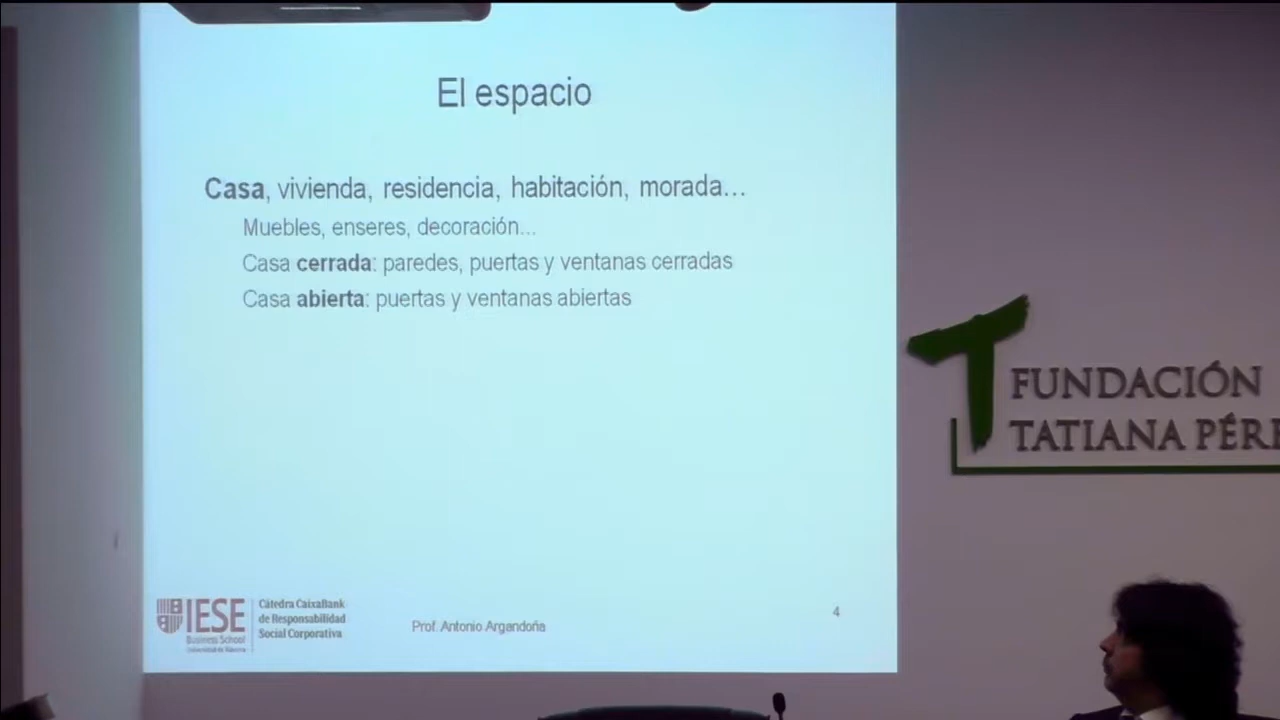 El espacio
Casa, vivienda, residencia, habitación, morada...
Muebles, enseres, decoración...
Casa cerrada: paredes, puertas y ventanas cerradas
Casa abierta: puertas y ventanas abiertas
FUNDACIÓN
TATIANA PÉRE
IESE
Business School
Universidad de Navarra
Cátedra CaixaBank
de Responsabilidad
Social Corporativa
Prof. Antonio Argandoña
4